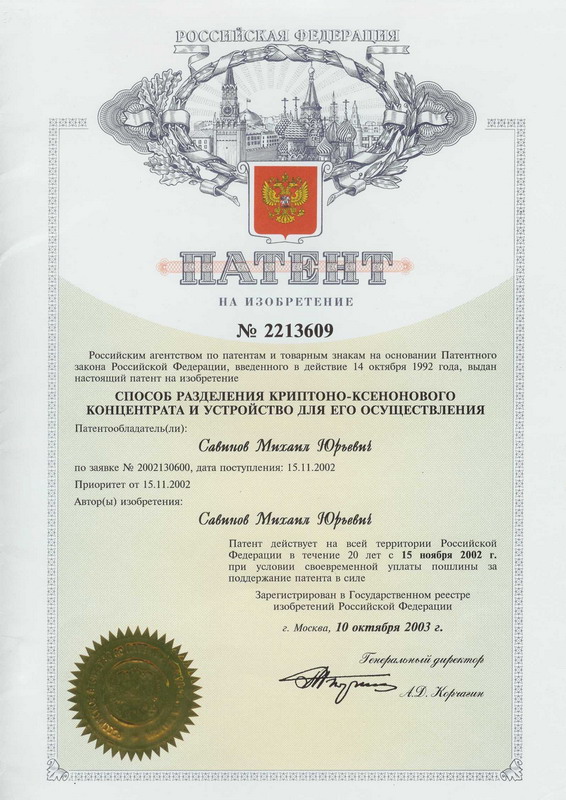 РОССИЙСКАЯ ФЕДЕРАЦИЯ
ПАТЕНТ
НА ИЗОБРЕТЕНИЕ
№ 2213609
Российским агентством по патентам и товарным знакам на основании Патентного
закона Российской Федерации, введенного в действие 14 октября 1992 года, выдан
настоящий патент на изобретение
СПОСОБ РАЗДЕЛЕНИЯ КРИПТОНО-КСЕНОНОВОГО
КОНЦЕНТРАТА И УСТРОЙСТВО ДЛЯ ЕГО ОСУЩЕСТВЛЕНИЯ
Патентообладатель(ли):
Савинов Михаил Юрьевич
по заявке № 2002130600, дата поступления: 15.11.2002
Приоритет от 15.11.2002
Автор(ы) изобретения:
Савинов Михаил Юрьевич
Патент действует на всей территории Российской
Федерации в течение 20 лет с 15 ноября 2002 г.
при условии своевременной уплаты пошлины за
поддержание патента в силе
Зарегистрирован в Государственном реестре
изобретений Российской Федерации
г. Москва, 10 октября 2003 г.
Генеральный директор
А.Д. Корчагин